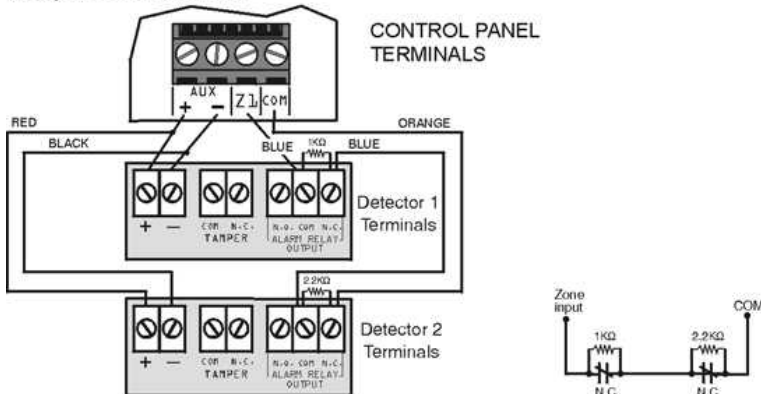 CONTROL PANEL
TERMINALS
AUX
+ − Z1 COM
RED
ORANGE
BLACK
BLUE
1KΩ
BLUE
Detector 1
Terminals
+ − COM N.C. N.O. COM N.C.
TAMPER
ALARM RELAY
OUTPUT
2.2KΩ
Detector 2
Terminals
+ − COM N.C. N.O. COM N.C.
TAMPER
ALARM RELAY
OUTPUT
Zone
input
COM
1KΩ
2.2KΩ
N.C.
N.C.